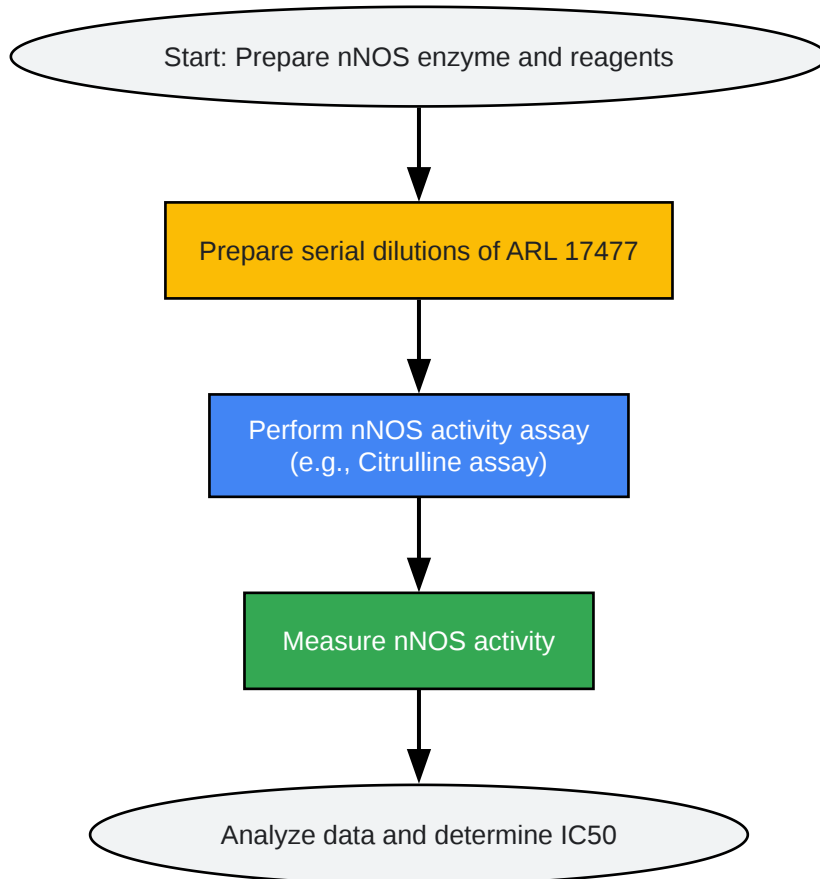 Start: Prepare nNOS enzyme and reagents
Prepare serial dilutions of ARL 17477
Perform nNOS activity assay
(e.g., Citrulline assay)
Measure nNOS activity
Analyze data and determine IC50